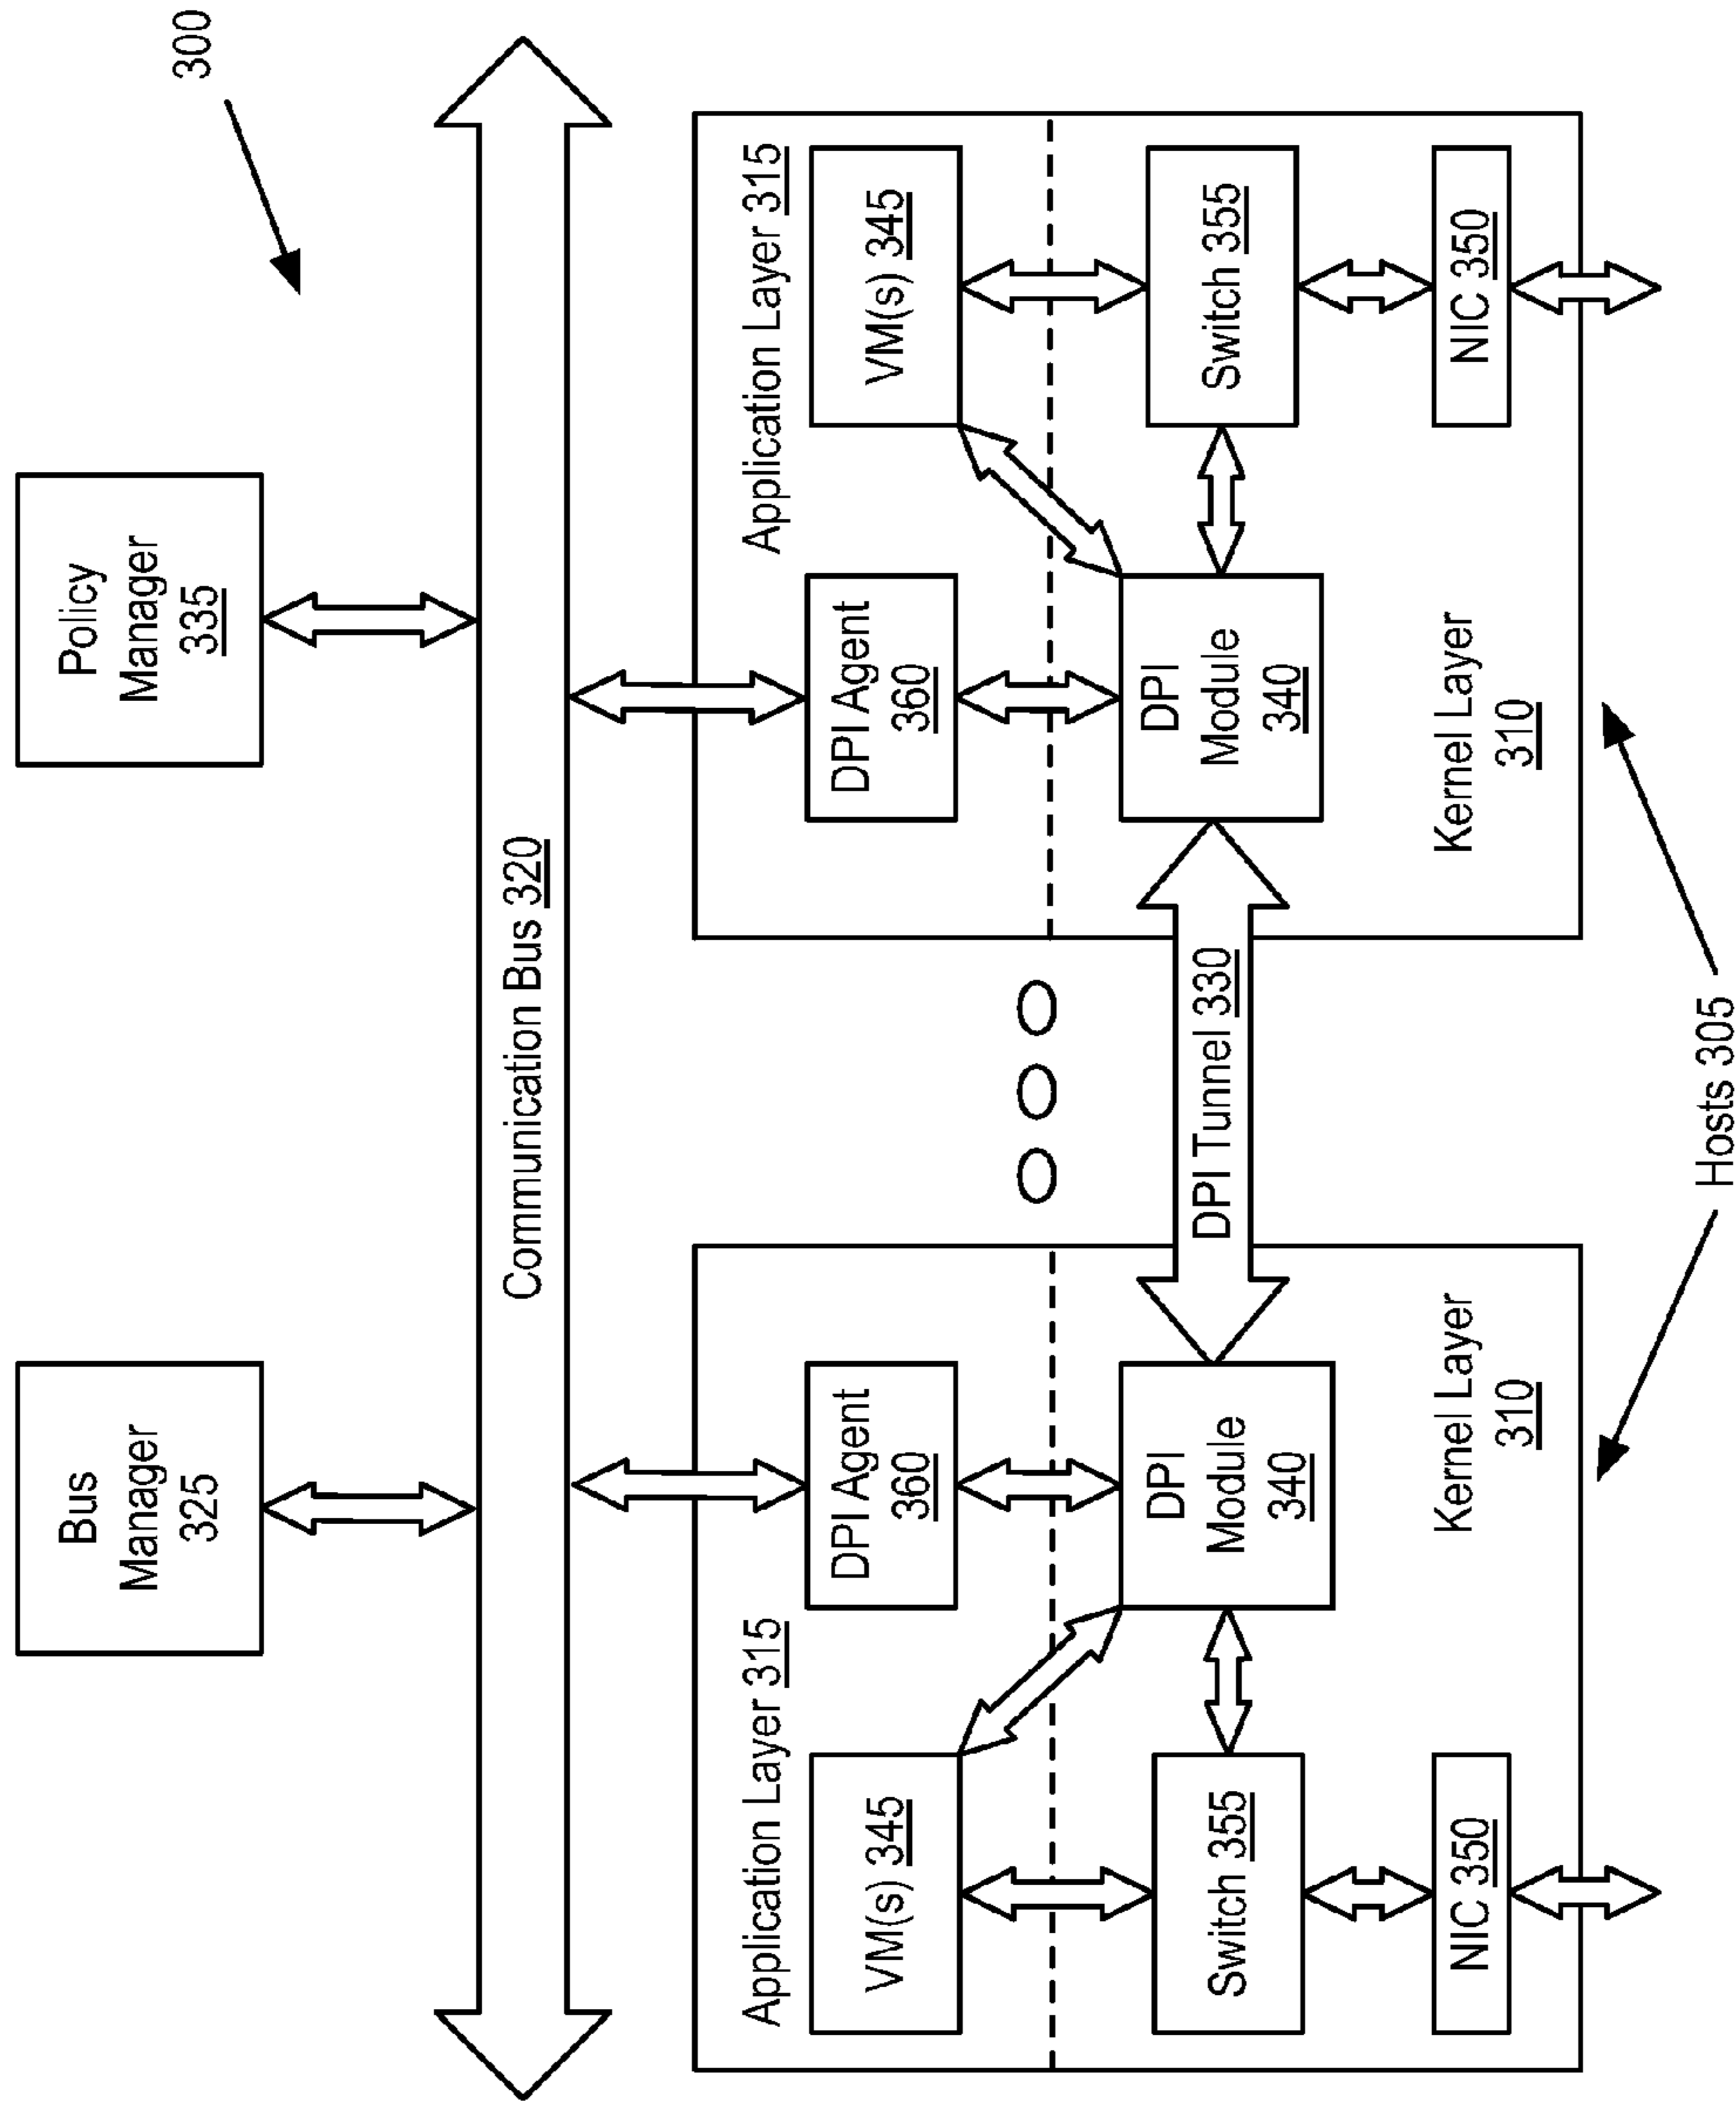 300
Bus
Manager
325
Policy
Manager
335
Communication Bus 320
Application Layer 315
VM(s) 345
DPI Agent
360
Switch 355
DPI
Module
340
NIC 350
Kernel Layer
310
DPI Tunnel 330
Application Layer 315
DPI Agent
360
VM(s) 345
DPI
Module
340
Switch 355
Kernel Layer
310
NIC 350
Hosts 305